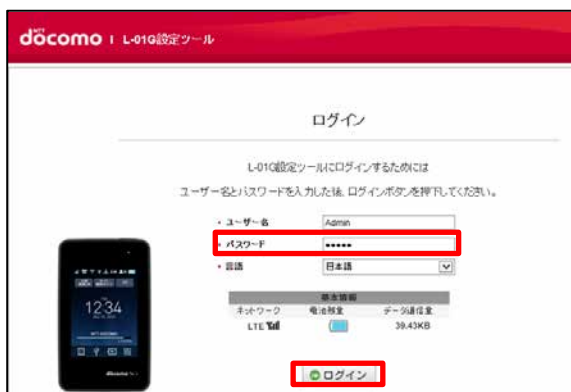 NTT
döcomo | L-01G設定ツール
ログイン
L-01G設定ツールにログインするためには
ユーザー名とパスワードを入力した後、ログインボタンを押下してください。
・ユーザー名 Admin
・パスワード •••••
・言語 日本語
基本情報
ネットワーク 電池残量 データ通信量
LTE 39.43KB
12:34
ログイン